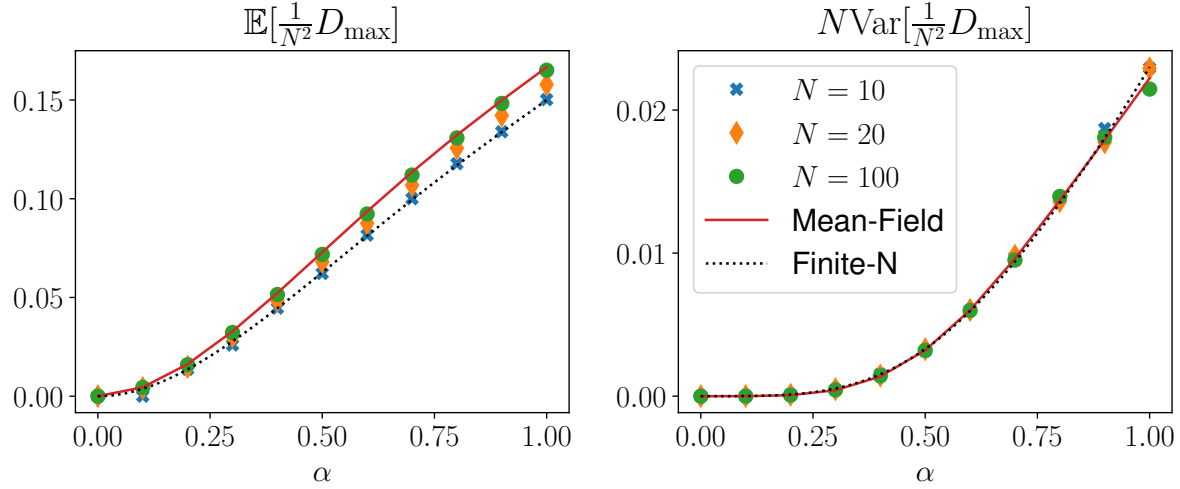 𝔼[1/N² D_max]
0.15
0.10
0.05
0.00
0.00 0.25 0.50 0.75 1.00
α
NVar[1/N² D_max]
0.02
0.01
0.00
N = 10
N = 20
N = 100
Mean-Field
Finite-N
0.00 0.25 0.50 0.75 1.00
α